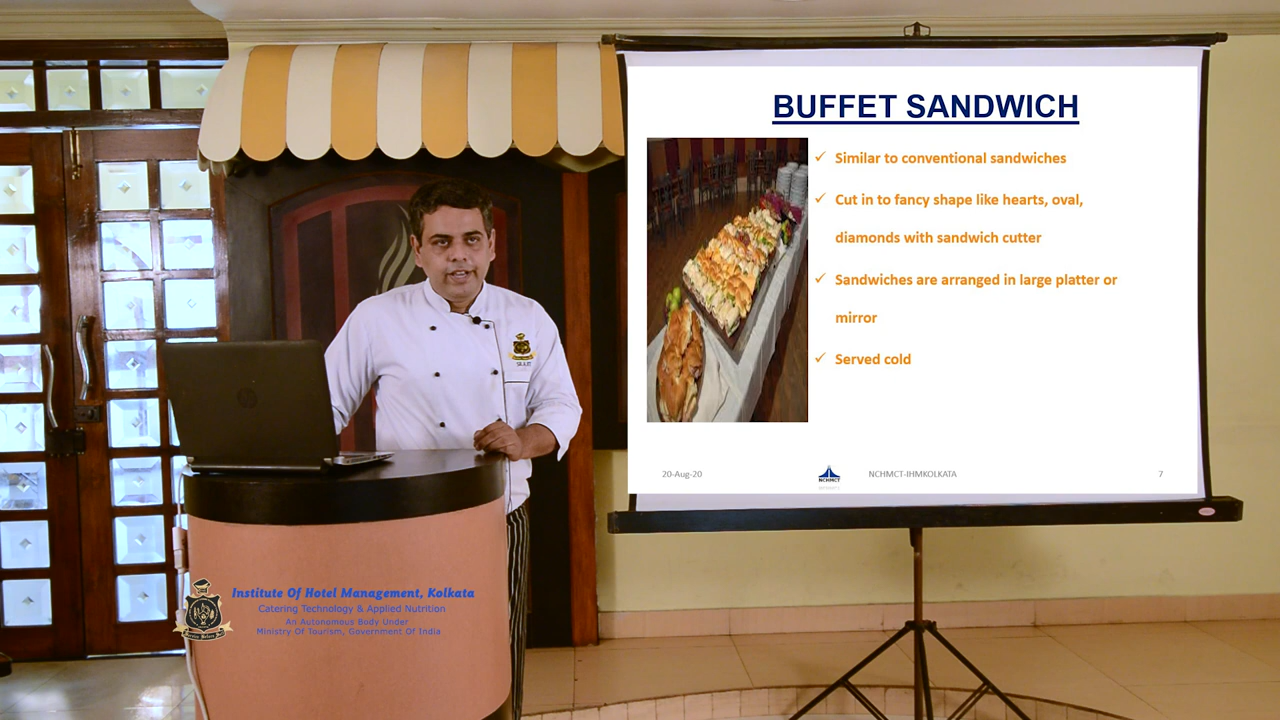 BUFFET SANDWICH
Similar to conventional sandwiches
Cut in to fancy shape like hearts, oval,
diamonds with sandwich cutter
Sandwiches are arranged in large platter or
mirror
Served cold
20-Aug-20
NCHMCT
NCHMCT-IHMKOLKATA
7
Institute Of Hotel Management, Kolkata
Catering Technology & Applied Nutrition
An Autonomous Body Under
Ministry Of Tourism, Government Of India